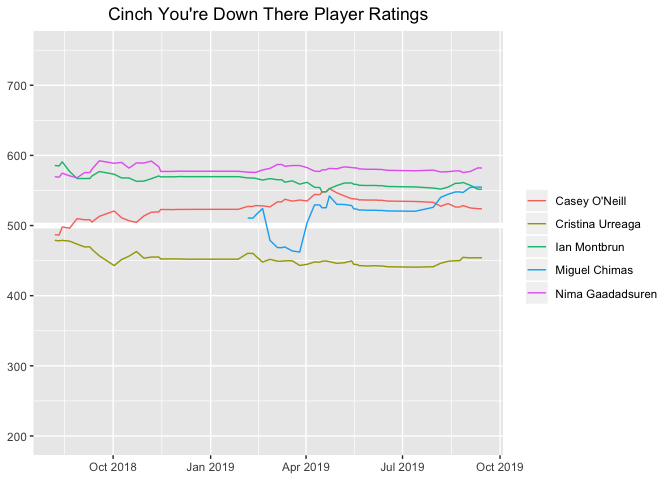 Cinch You're Down There Player Ratings
700
600
500
400
300
200
Oct 2018
Jan 2019
Apr 2019
Jul 2019
Oct 2019
Casey O'Neill
Cristina Urreaga
Ian Montbrun
Miguel Chimas
Nima Gaadadsuren